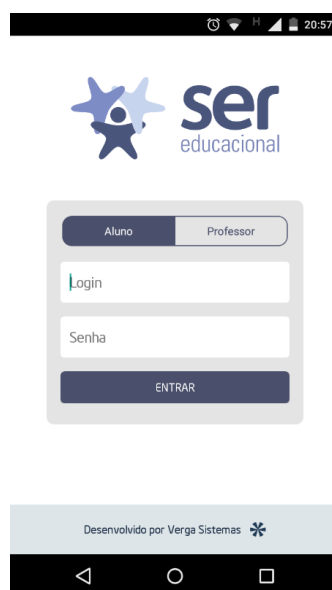 H 20:57
ser
educacional
Aluno Professor
Login
Senha
ENTRAR
Desenvolvido por Verga Sistemas